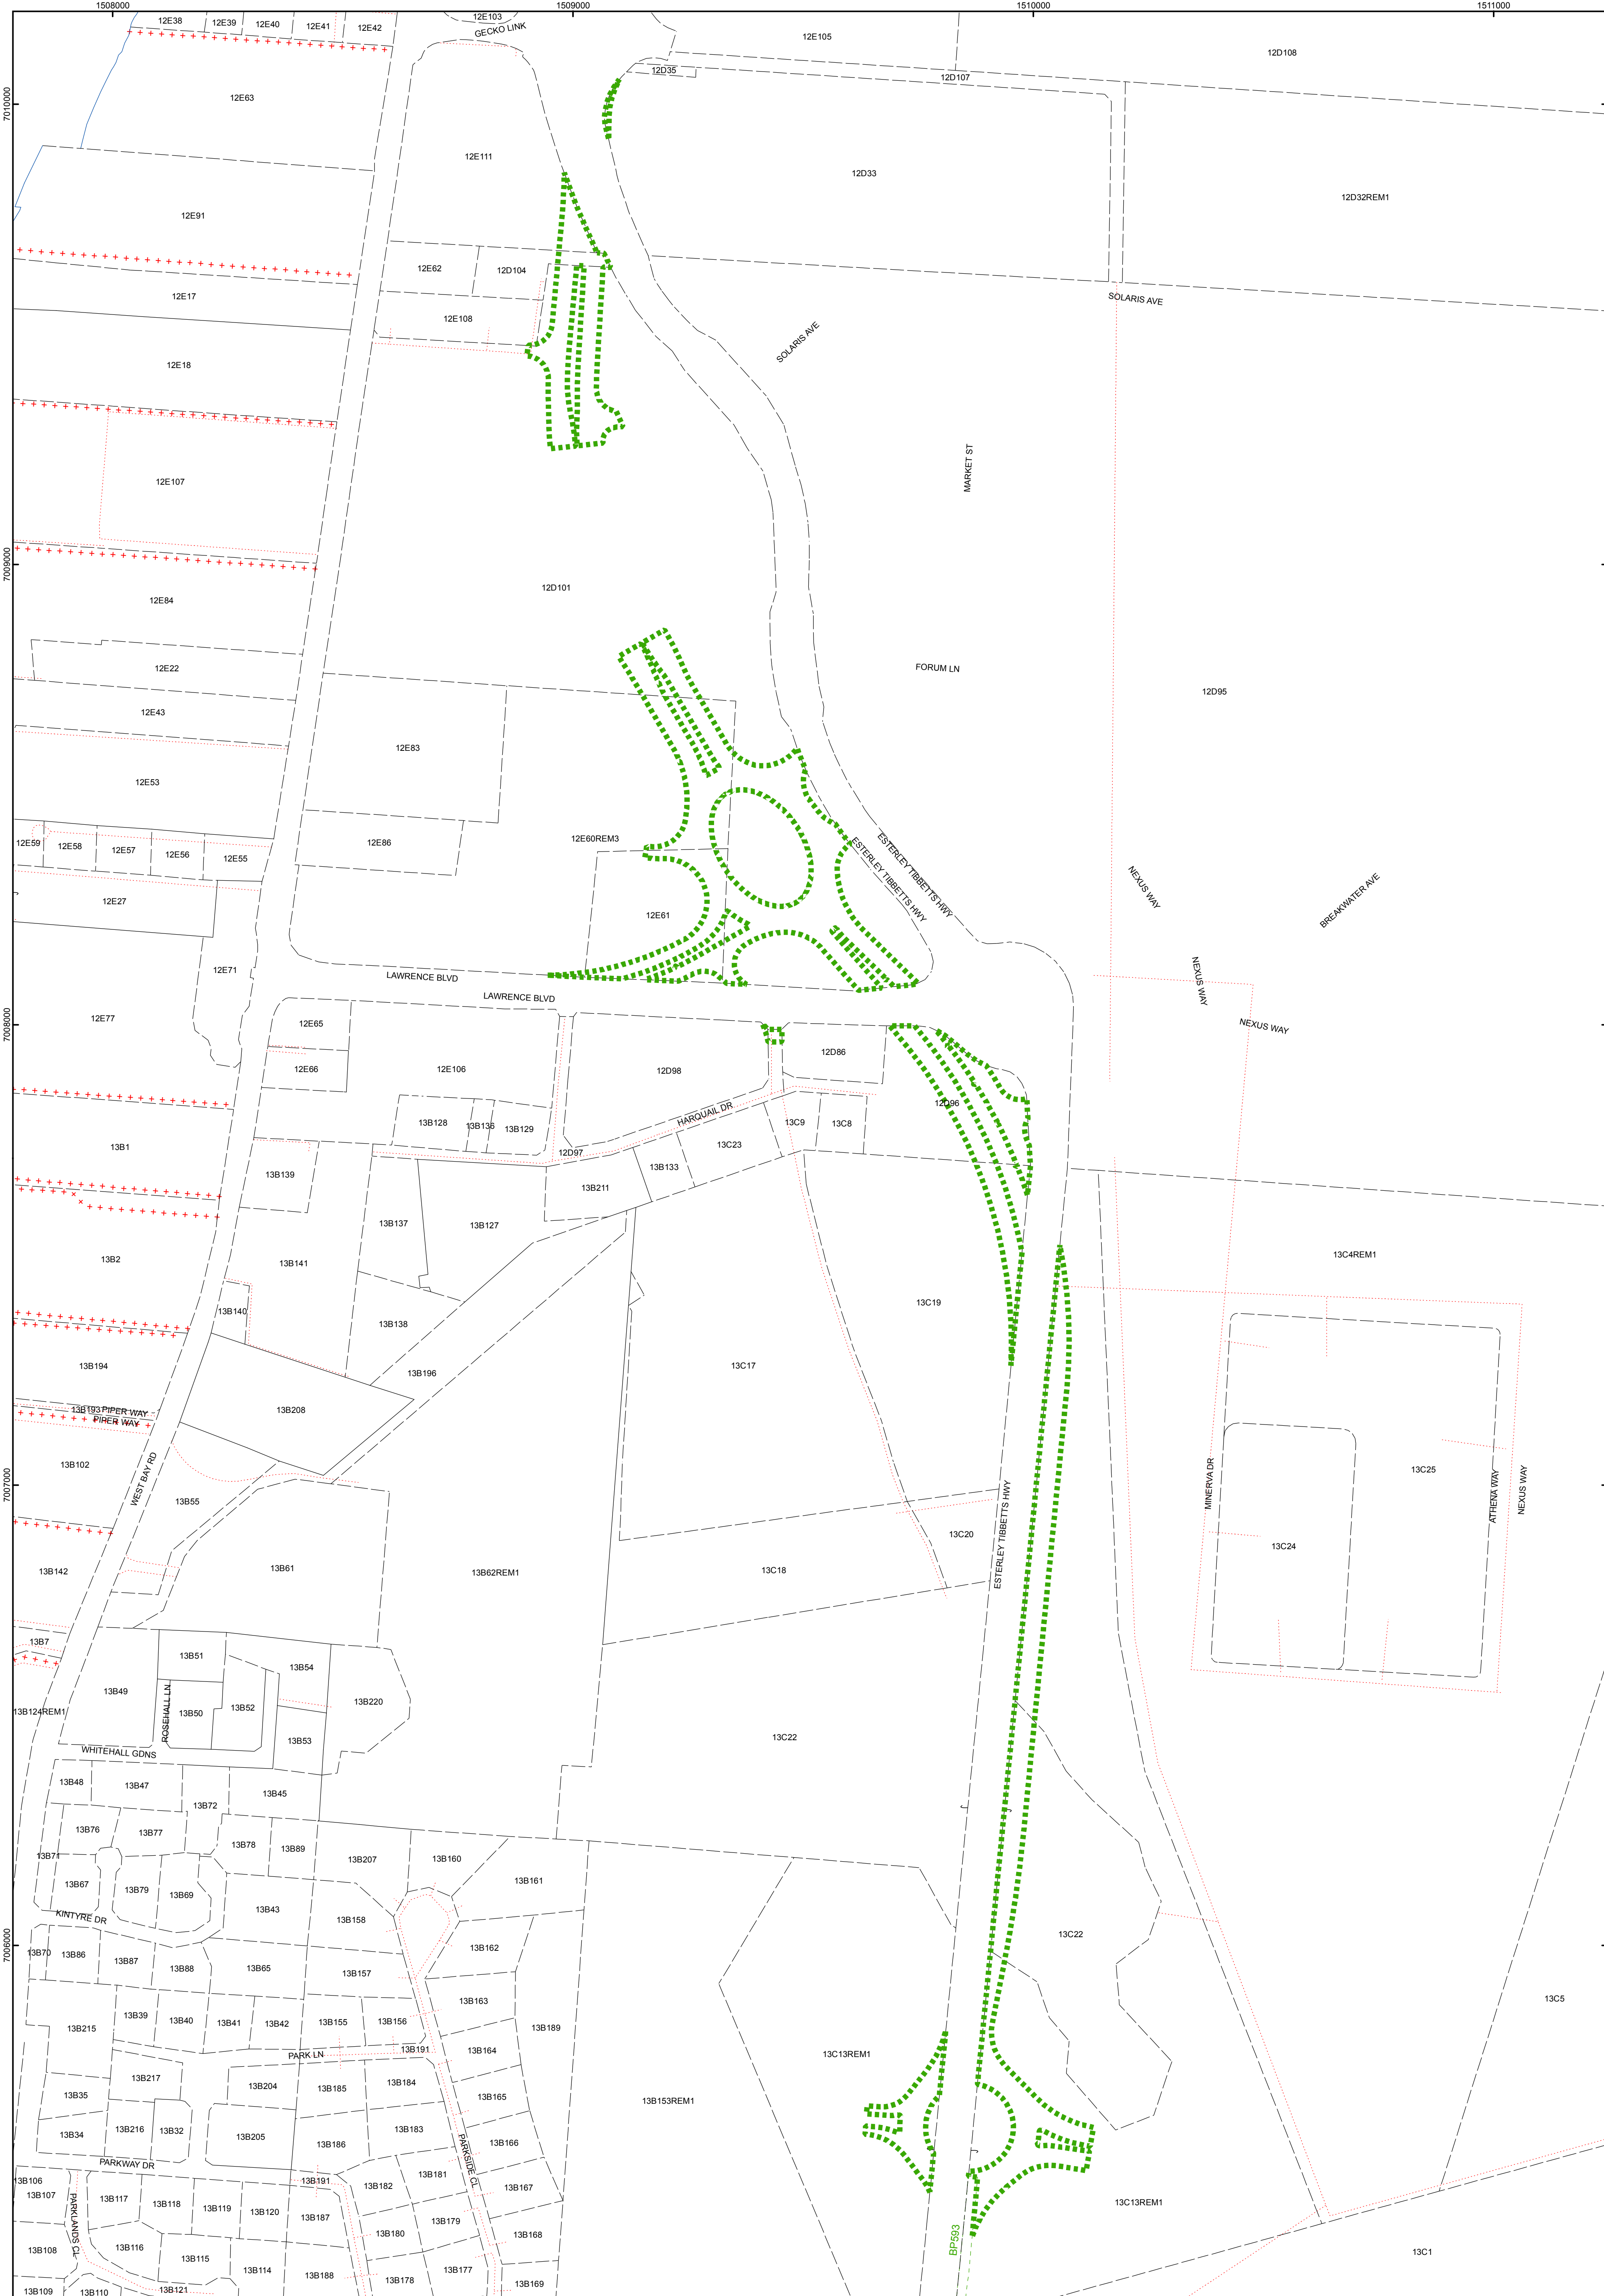 1508000
1509000
1510000
1511000
12E38
12E39
12E40
12E41
12E42
12E103
GECKO LINK
12E105
12D108
12D35
12D107
7010000
12E63
12E111
12D33
12D32REM1
12E91
12E62
12D104
12E17
12E108
SOLARIS AVE
SOLARIS AVE
12E18
12E107
MARKET ST
7009000
12D101
12E84
12E22
FORUM LN
12D95
12E43
12E83
12E53
12E59
12E58
12E57
12E56
12E55
12E86
12E60REM3
ESTERLEY TIBBETTS HWY
ESTERLEY TIBBETTS HWY
NEXUS WAY
BREAKWATER AVE
12E27
12E61
12E71
LAWRENCE BLVD
LAWRENCE BLVD
NEXUS WAY
7008000
12E77
12E65
NEXUS WAY
12E66
12E106
12D98
12D86
12D96
HARQUAIL DR
13B128
13B136
13B129
13C9
13C8
13B1
12D97
13C23
13B133
13B139
13B211
13B137
13B127
13B2
13B141
13C4REM1
13B140
13C19
13B138
13B194
13B196
13C17
13B193
PIPER WAY
PIPER WAY
13B208
7007000
13B102
WEST BAY RD
13B55
ESTERLEY TIBBETTS HWY
MINERVA DR
13C25
ATHENA WAY
NEXUS WAY
13C20
13C24
13B142
13B61
13B62REM1
13C18
13B7
13B51
13B54
13B49
13B50
ROSEHALL LN
13B52
13B220
13B124REM1
13B53
13C22
WHITEHALL GDNS
13B48
13B47
13B45
13B72
13B76
13B77
13B78
13B89
13B71
13B207
13B160
13B67
13B79
13B69
13B161
13B43
KINTYRE DR
13B158
13C22
7006000
13B70
13B86
13B87
13B88
13B65
13B157
13B162
13B163
13C5
13B215
13B39
13B40
13B41
13B42
13B155
13B156
13B189
13B191
13B164
PARK LN
13C13REM1
13B217
13B204
13B185
13B184
13B35
13B165
13B153REM1
13B34
13B216
13B32
13B205
13B186
13B183
13B166
PARKWAY DR
PARKSIDE CL
13B106
13B107
13B191
13B182
13B181
13B167
13B117
13B118
13B119
13B120
13B187
13C13REM1
PARKLANDS CL
13B179
13B180
13B168
13B108
13B116
13B115
13B114
13B188
13B178
13B177
13B169
BP593
13C1
13B109
13B110
13B121